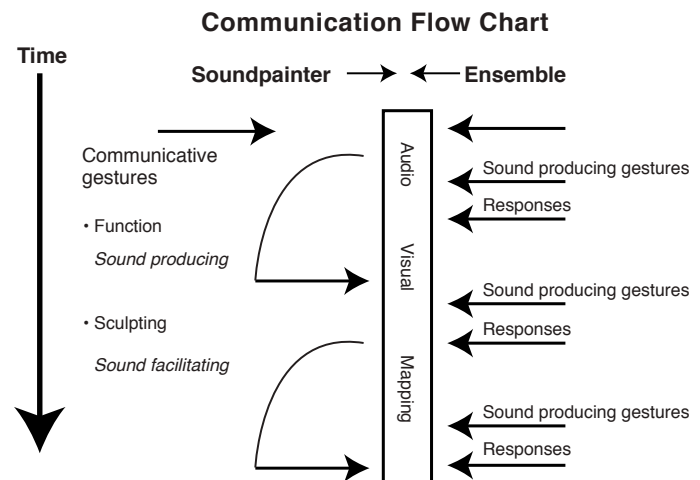 Communication Flow Chart
Time
Soundpainter
Ensemble
Communicative
gestures
• Function
Sound producing
• Sculpting
Sound facilitating
Audio Visual Mapping
Sound producing gestures
Responses
Sound producing gestures
Responses
Sound producing gestures
Responses